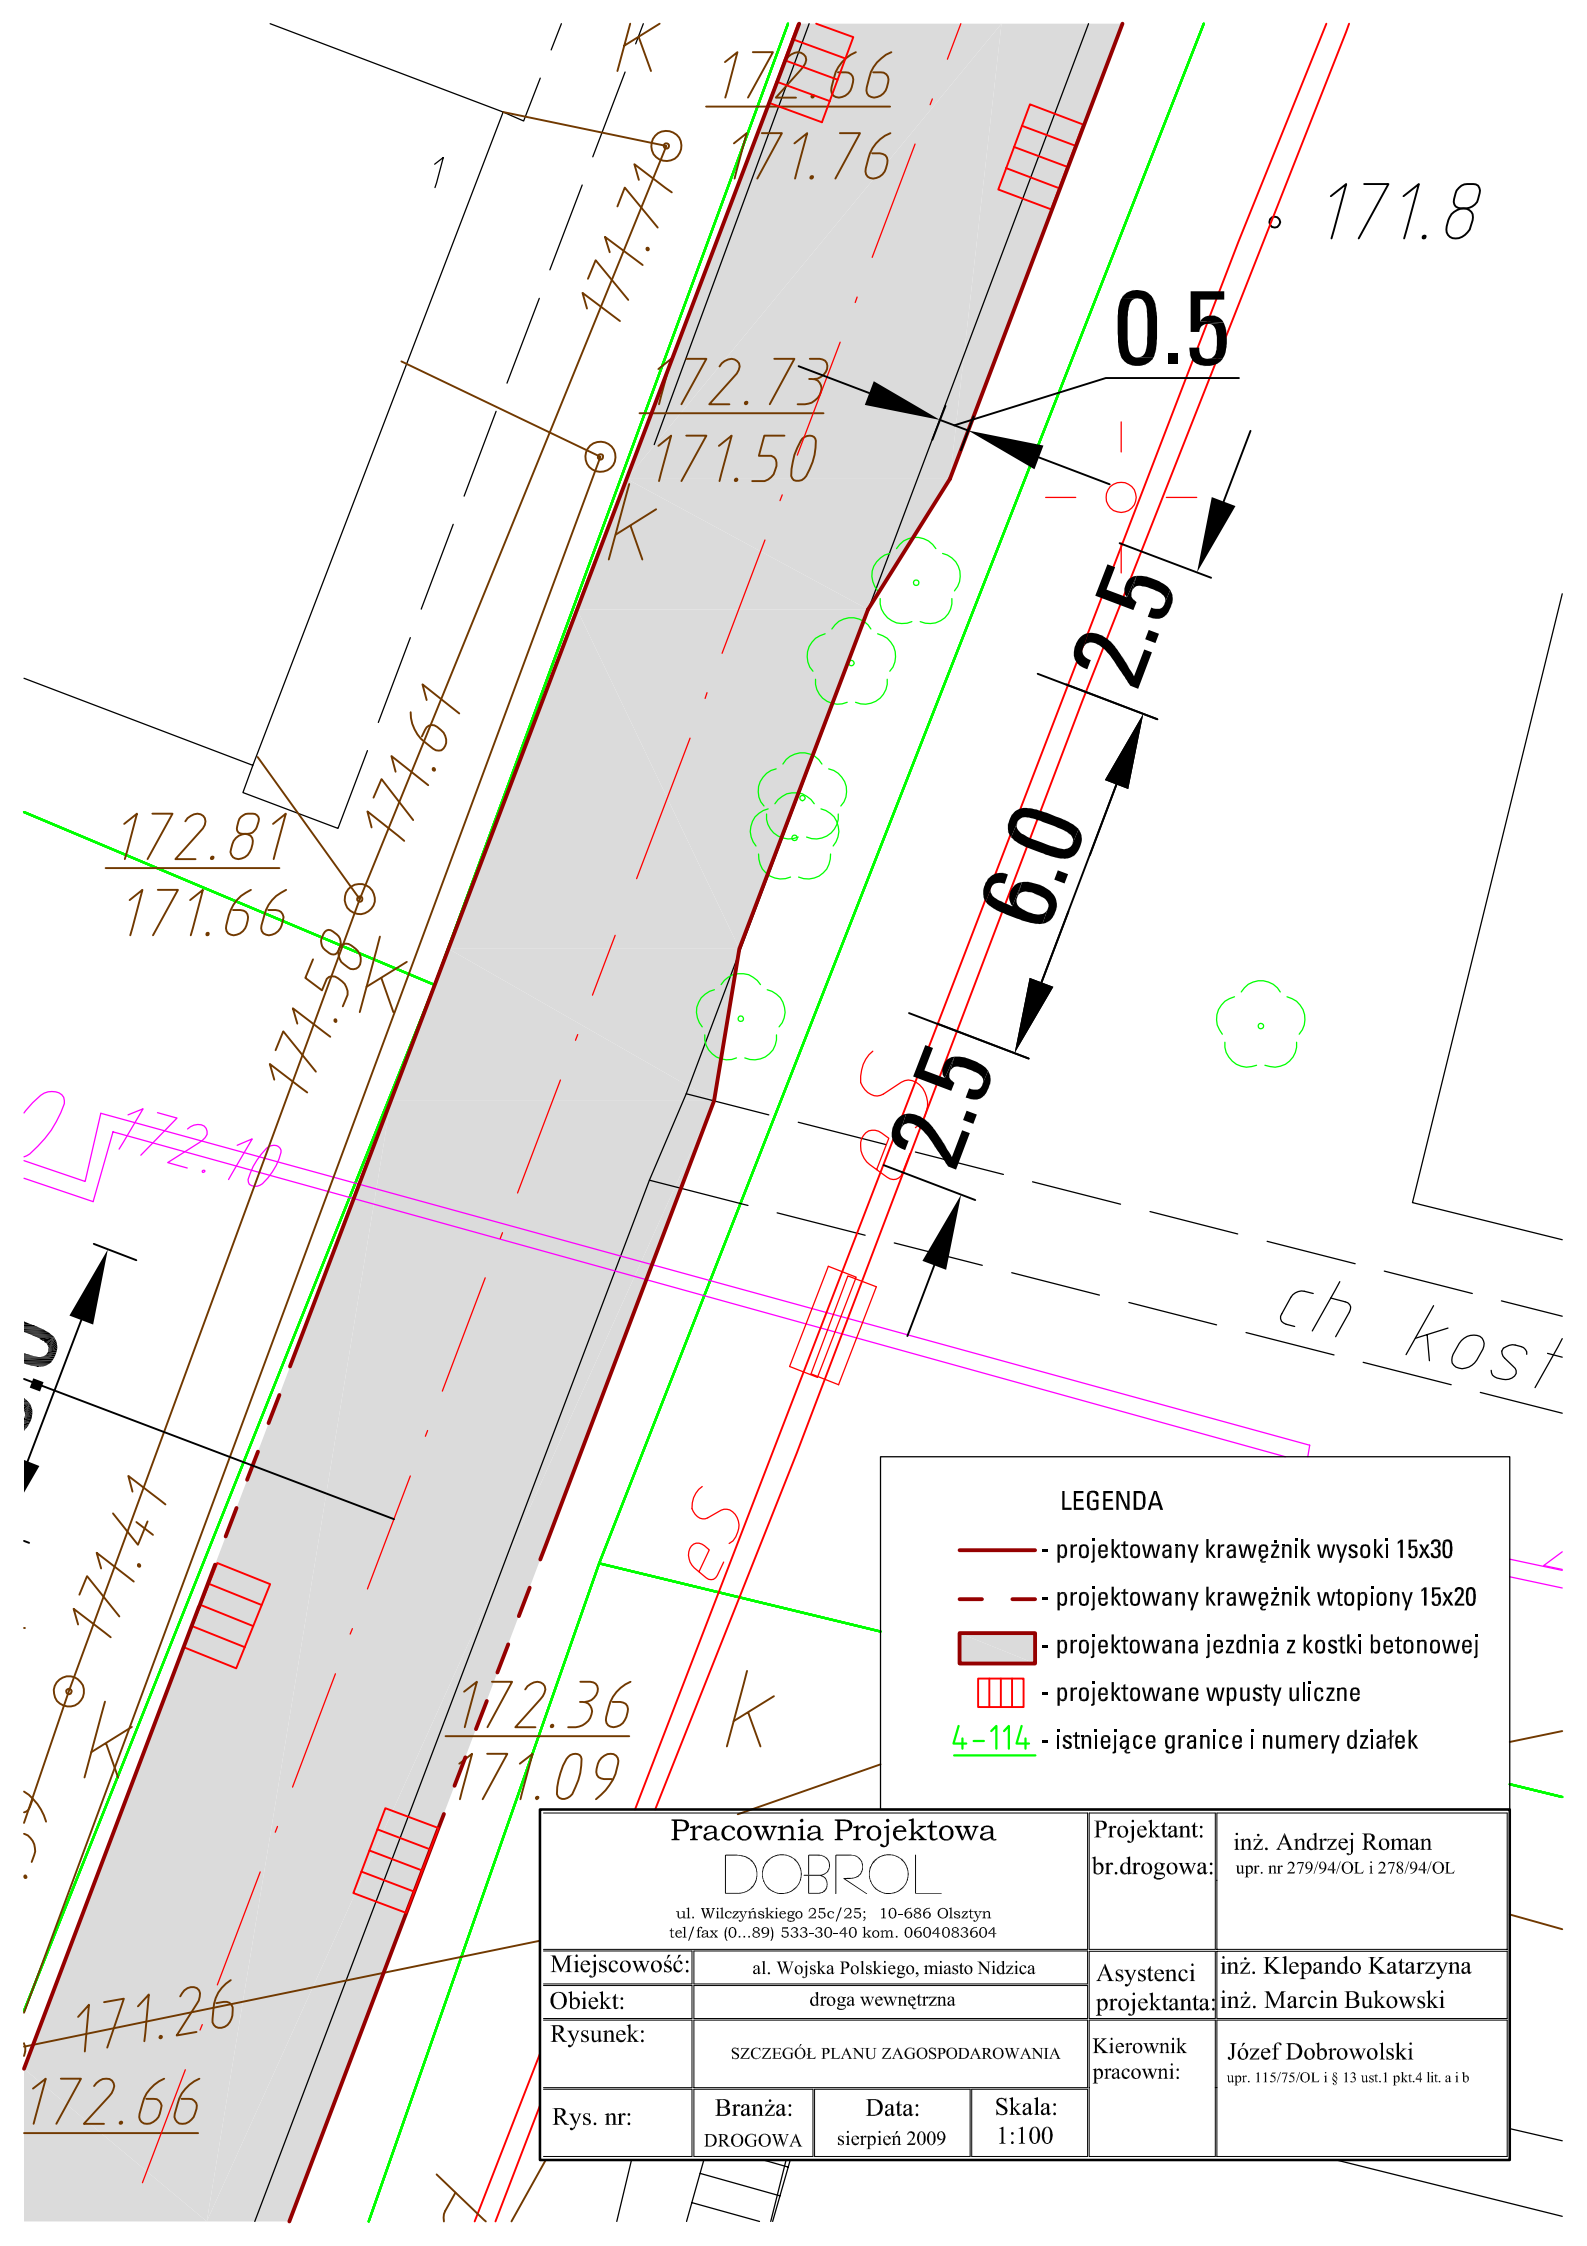 K
172.66
171.76
1
171.71
171.8
0.5
172.73
171.50
K
2.5
171.61
172.81
171.66
6.0
171.58
K
172.10
2.5
es
ch kost
171.41
es
K
172.36
171.09
K
171.26
172.66
LEGENDA
- projektowany krawężnik wysoki 15x30
- projektowany krawężnik wtopiony 15x20
- projektowana jezdnia z kostki betonowej
- projektowane wpusty uliczne
4-114 - istniejące granice i numery działek
Pracownia Projektowa
DOBROL
ul. Wilczyńskiego 25c/25; 10-686 Olsztyn
tel/fax (0...89) 533-30-40 kom. 0604083604
Projektant:
br.drogowa:
inż. Andrzej Roman
upr. nr 279/94/OL i 278/94/OL
Miejscowość:
al. Wojska Polskiego, miasto Nidzica
Obiekt:
droga wewnętrzna
Asystenci
projektanta:
inż. Klepando Katarzyna
inż. Marcin Bukowski
Rysunek:
SZCZEGÓŁ PLANU ZAGOSPODAROWANIA
Kierownik
pracowni:
Józef Dobrowolski
upr. 115/75/OL i § 13 ust.1 pkt.4 lit. a i b
Rys. nr:
Branża:
DROGOWA
Data:
sierpień 2009
Skala:
1:100